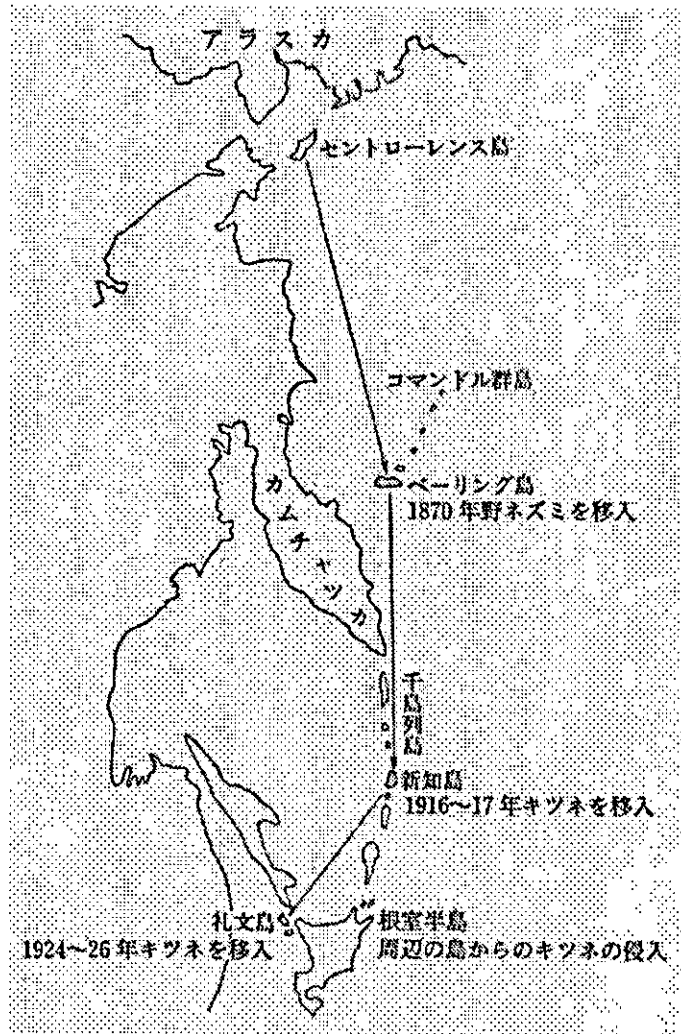 アラスカ
セントローレンス島
コマンドル群島
ベーリング島
1870年野ネズミを移入
カムチャツカ
千島列島
新知島
1916〜17年キツネを移入
礼文島
1924〜26年キツネを移入
根室半島
周辺の島からのキツネの侵入